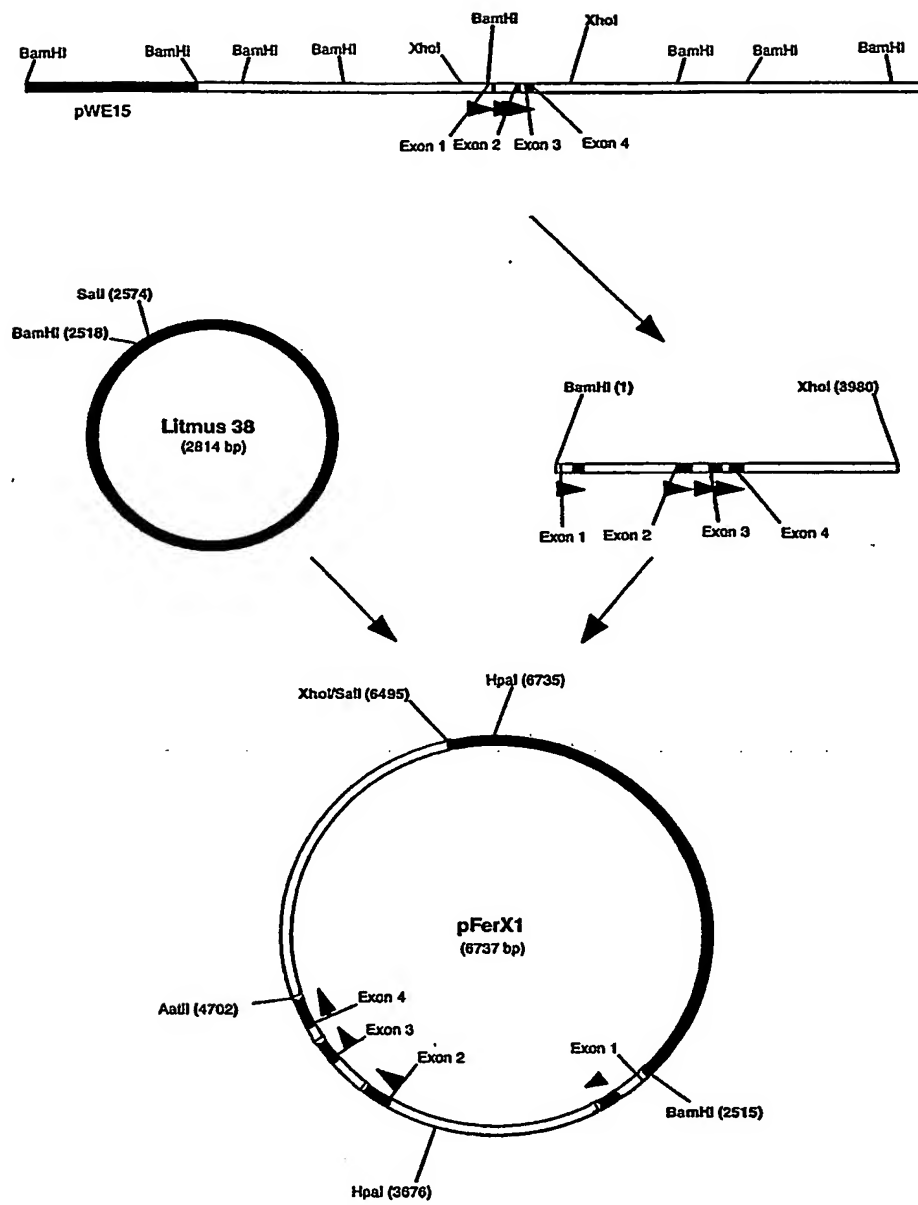 BamHI
XhoI
BamHI BamHI BamHI BamHI XhoI BamHI BamHI BamHI
pWE15
Exon 1 Exon 2 Exon 3 Exon 4
SalI (2574)
BamHI (2518)
Litmus 38
(2814 bp)
BamHI (1) XhoI (3980)
Exon 1 Exon 2 Exon 3 Exon 4
HpaI (6735)
XhoI/SalI (6495)
pFerX1
(6737 bp)
AatII (4702)
Exon 4
Exon 3
Exon 2
Exon 1
BamHI (2515)
HpaI (3676)